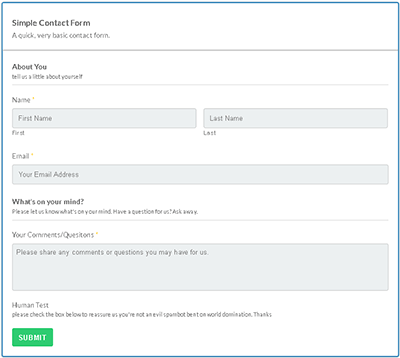 Simple Contact Form
A quick, very basic contact form.
About You
tell us a little about yourself
Name *
First Name Last Name
First Last
Email *
Your Email Address
What's on your mind?
Please let us know what's on your mind. Have a question for us? Ask away.
Your Comments/Quesitons *
Please share any comments or questions you may have for us.
Human Test
please check the box below to reassure us you're not an evil spambot bent on world domination. Thanks
SUBMIT